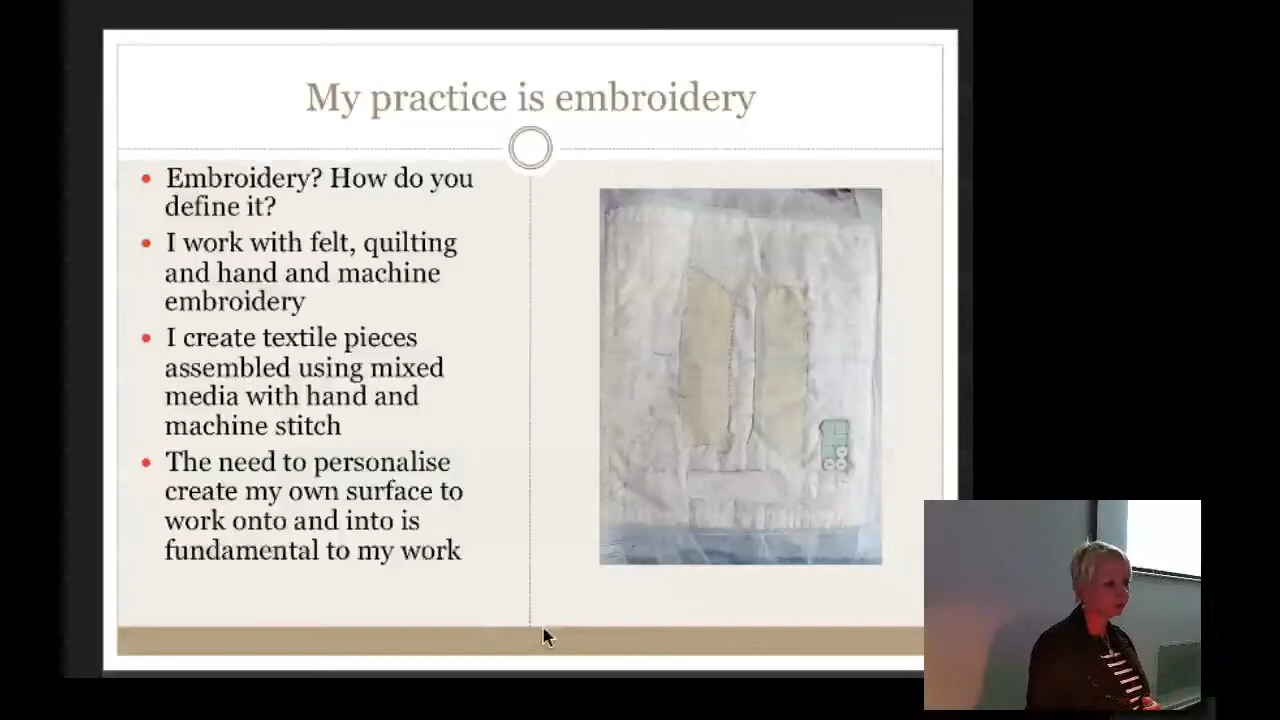 My practice is embroidery
Embroidery? How do you
define it?
I work with felt, quilting
and hand and machine
embroidery
I create textile pieces
assembled using mixed
media with hand and
machine stitch
The need to personalise
create my own surface to
work onto and into is
fundamental to my work